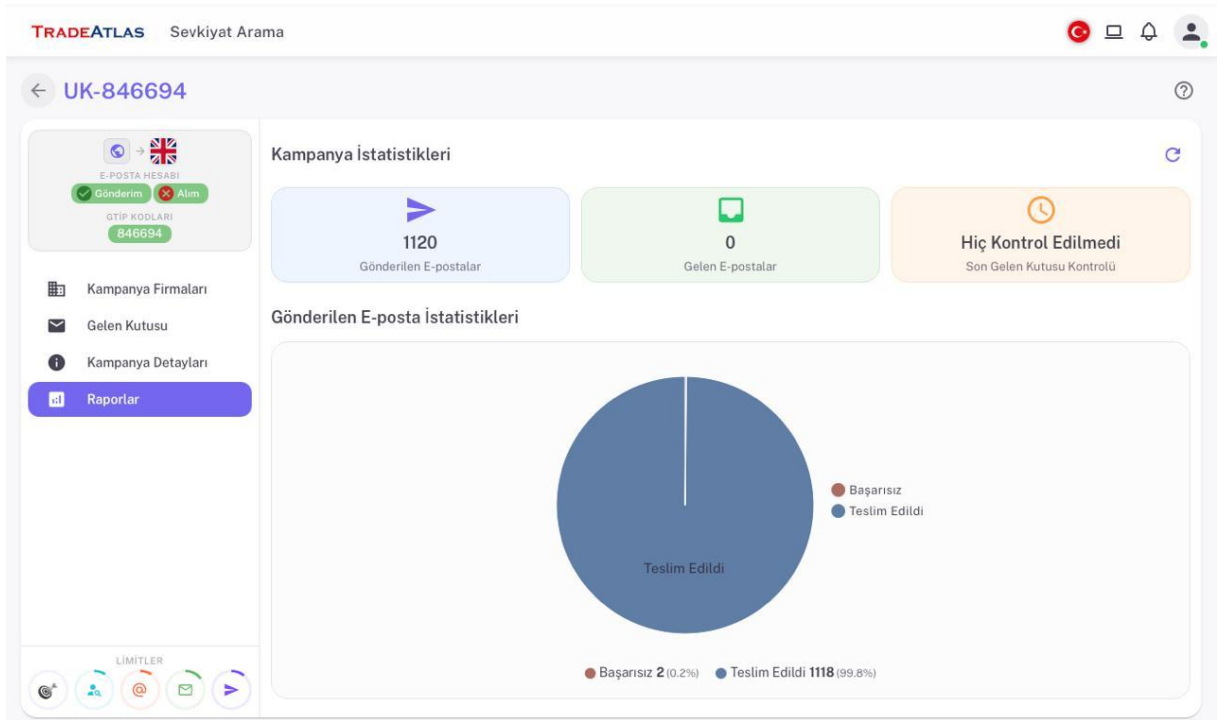 TRADEATLAS Sevkiyat Arama
UK-846694
E-POSTA HESABI
Gönderim Alım
GTİP KODLARI
846694
Kampanya Firmaları
Gelen Kutusu
Kampanya Detayları
Raporlar
LİMİTLER
Kampanya İstatistikleri
1120
Gönderilen E-postalar
0
Gelen E-postalar
Hiç Kontrol Edilmedi
Son Gelen Kutusu Kontrolü
Gönderilen E-posta İstatistikleri
Teslim Edildi
Başarısız
Teslim Edildi
Başarısız 2 (0.2%) Teslim Edildi 1118 (99.8%)